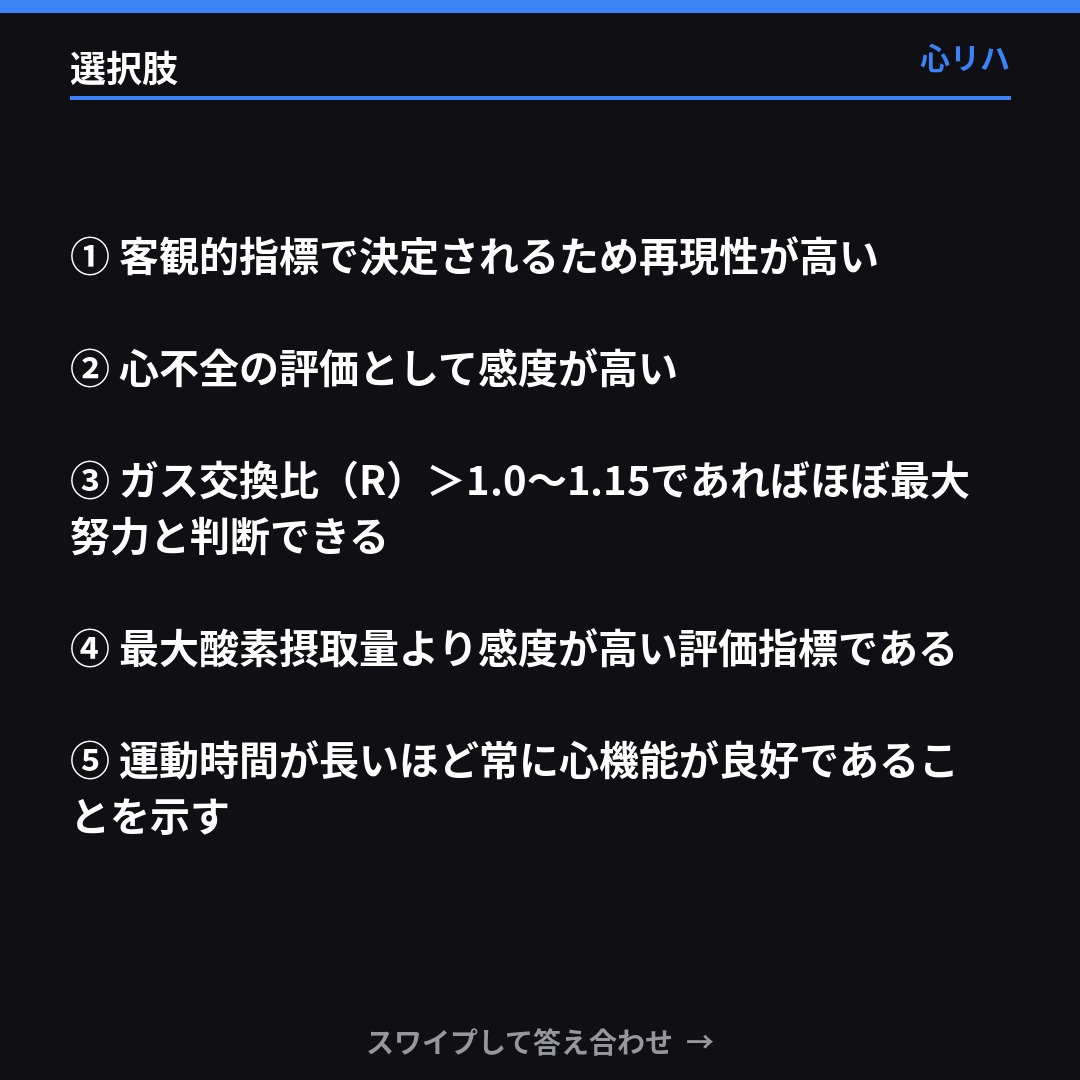 選択肢
心リハ
① 客観的指標で決定されるため再現性が高い
② 心不全の評価として感度が高い
③ ガス交換比（R）＞1.0〜1.15であればほぼ最大
努力と判断できる
④ 最大酸素摂取量より感度が高い評価指標である
⑤ 運動時間が長いほど常に心機能が良好であるこ
とを示す
スワイプして答え合わせ →